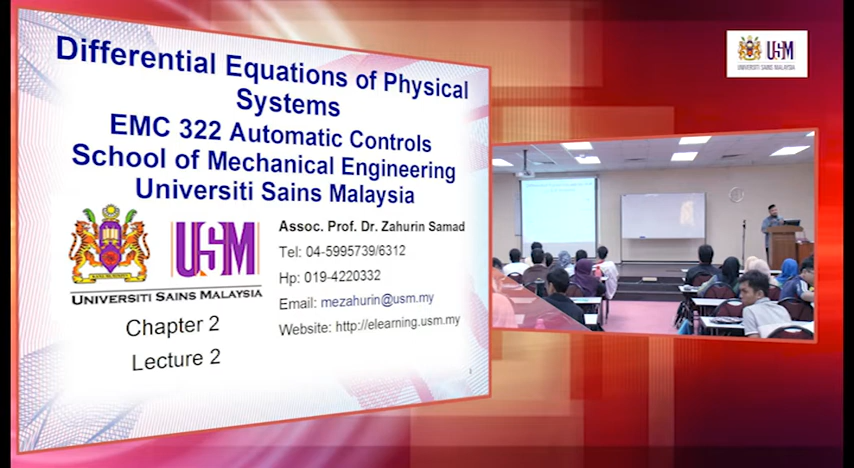 Differential Equations of Physical
Systems
EMC 322 Automatic Controls
School of Mechanical Engineering
Universiti Sains Malaysia
USM
UNIVERSITI SAINS MALAYSIA
Chapter 2
Lecture 2
Assoc. Prof. Dr. Zahurin Samad
Tel: 04-5995739/6312
Hp: 019-4220332
Email: mezahurin@usm.my
Website: http://elearning.usm.my
USM
UNIVERSITI SAINS MALAYSIA